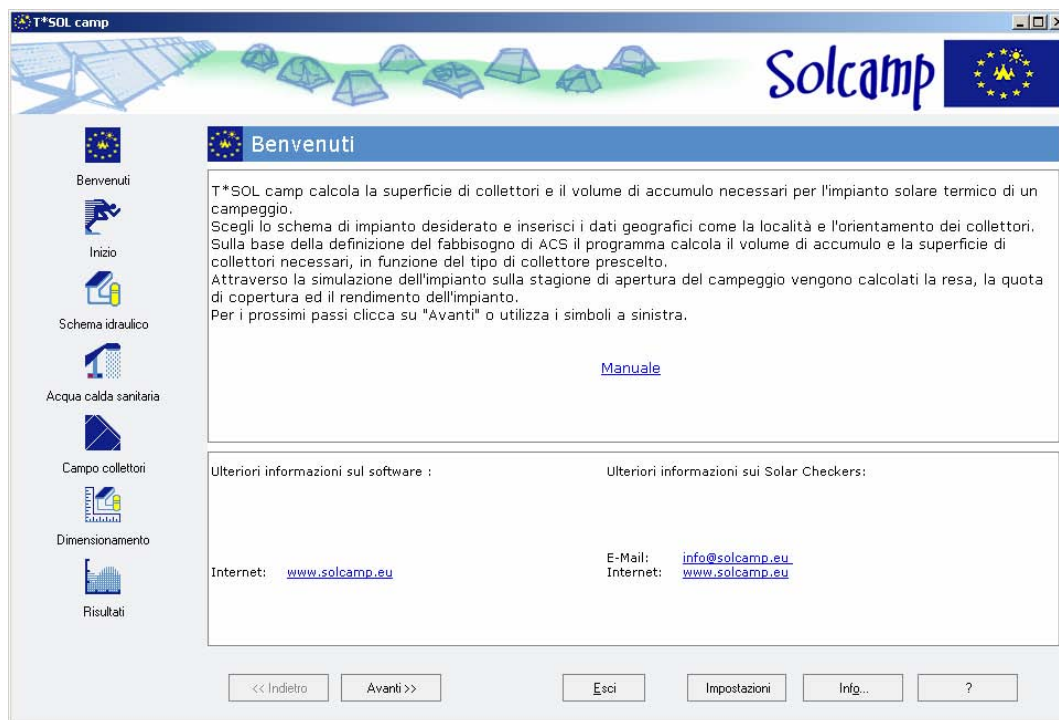 T*SOL camp
Solcamp
Benvenuti
Inizio
Schema idraulico
Acqua calda sanitaria
Campo collettori
Dimensionamento
Risultati
Benvenuti
T*SOL camp calcola la superficie di collettori e il volume di accumulo necessari per l'impianto solare termico di un
campeggio.
Scegli lo schema di impianto desiderato e inserisci i dati geografici come la località e l'orientamento dei collettori.
Sulla base della definizione del fabbisogno di ACS il programma calcola il volume di accumulo e la superficie di
collettori necessari, in funzione del tipo di collettore prescelto.
Attraverso la simulazione dell'impianto sulla stagione di apertura del campeggio vengono calcolati la resa, la quota
di copertura ed il rendimento dell'impianto.
Per i prossimi passi clicca su "Avanti" o utilizza i simboli a sinistra.
Manuale
Ulteriori informazioni sul software :
Internet: www.solcamp.eu
Ulteriori informazioni sui Solar Checkers:
E-Mail: info@solcamp.eu
Internet: www.solcamp.eu
<< Indietro
Avanti >>
Esci
Impostazioni
Info...
?